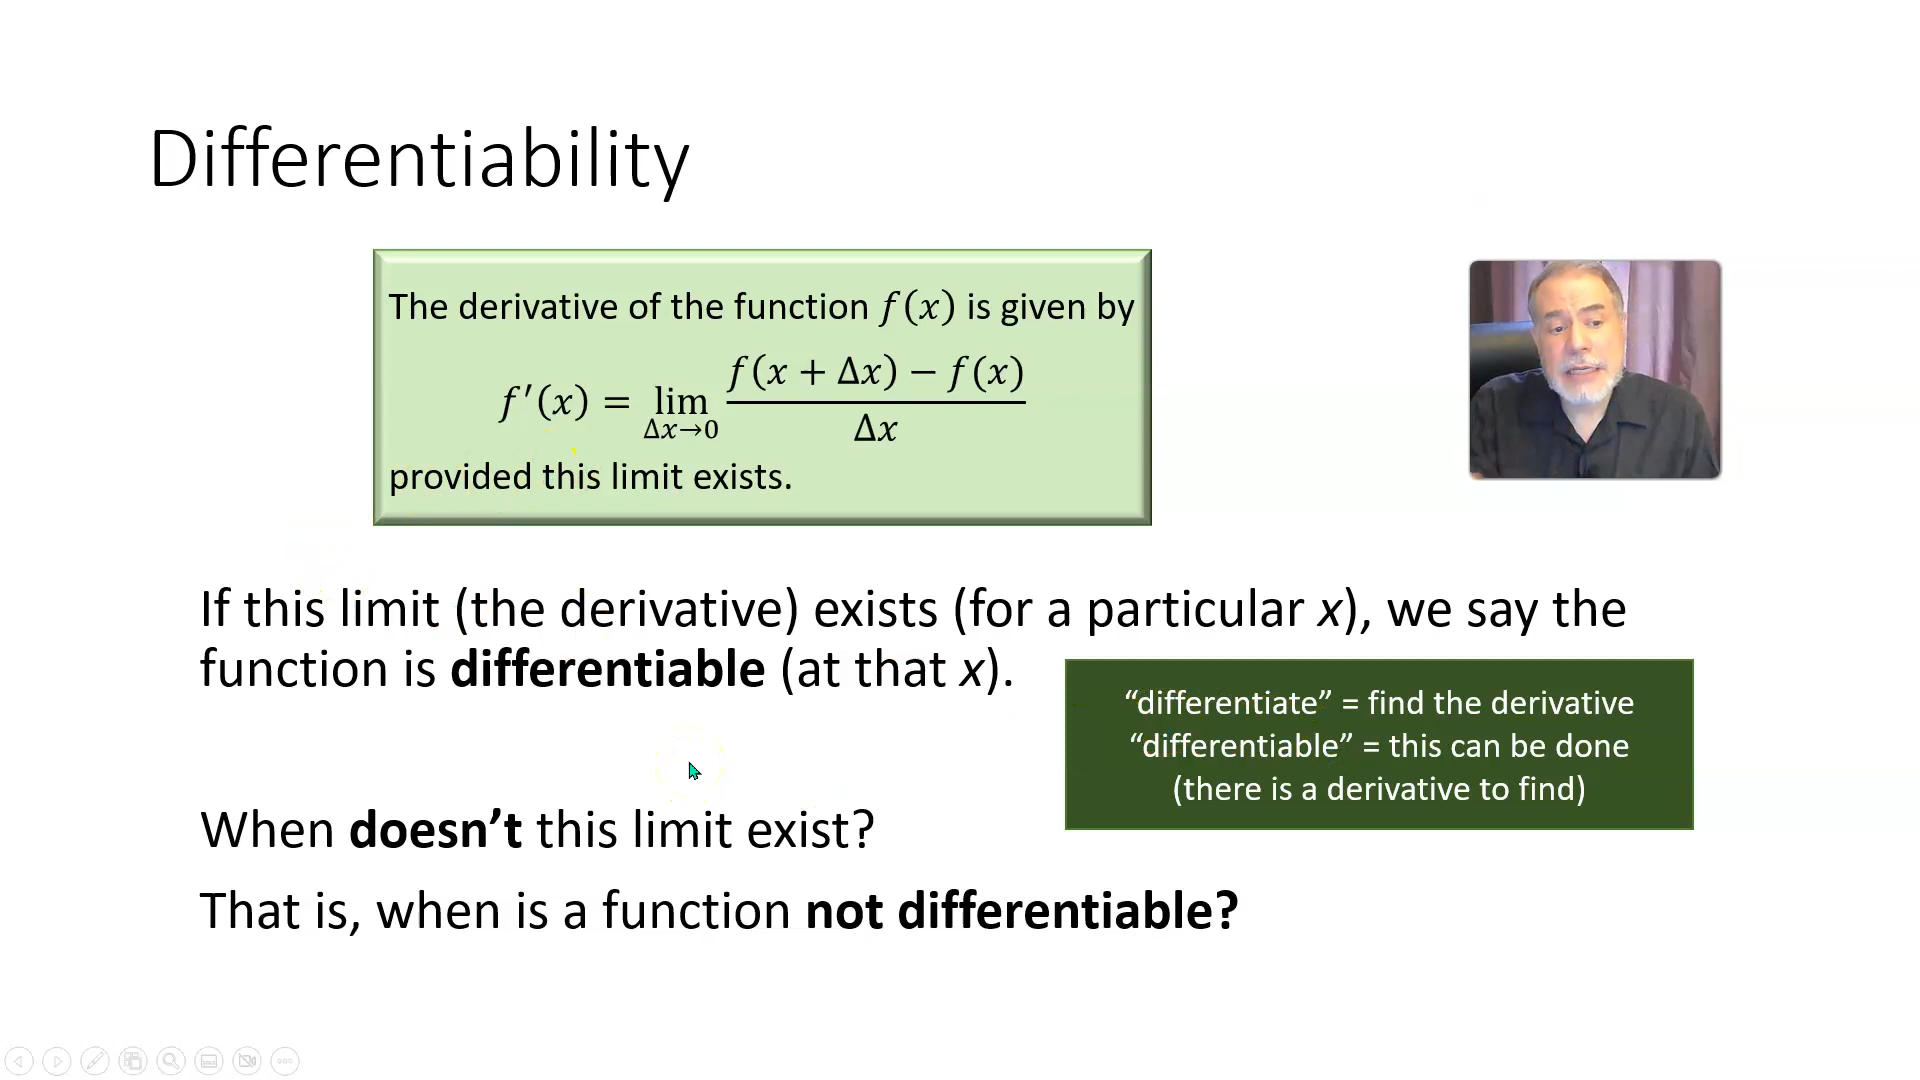 Differentiability
The derivative of the function f(x) is given by
f′(x) = lim Δx→0 f(x + Δx) − f(x) / Δx
provided this limit exists.
If this limit (the derivative) exists (for a particular x), we say the
function is differentiable (at that x).
“differentiate” = find the derivative
“differentiable” = this can be done
(there is a derivative to find)
When doesn’t this limit exist?
That is, when is a function not differentiable?